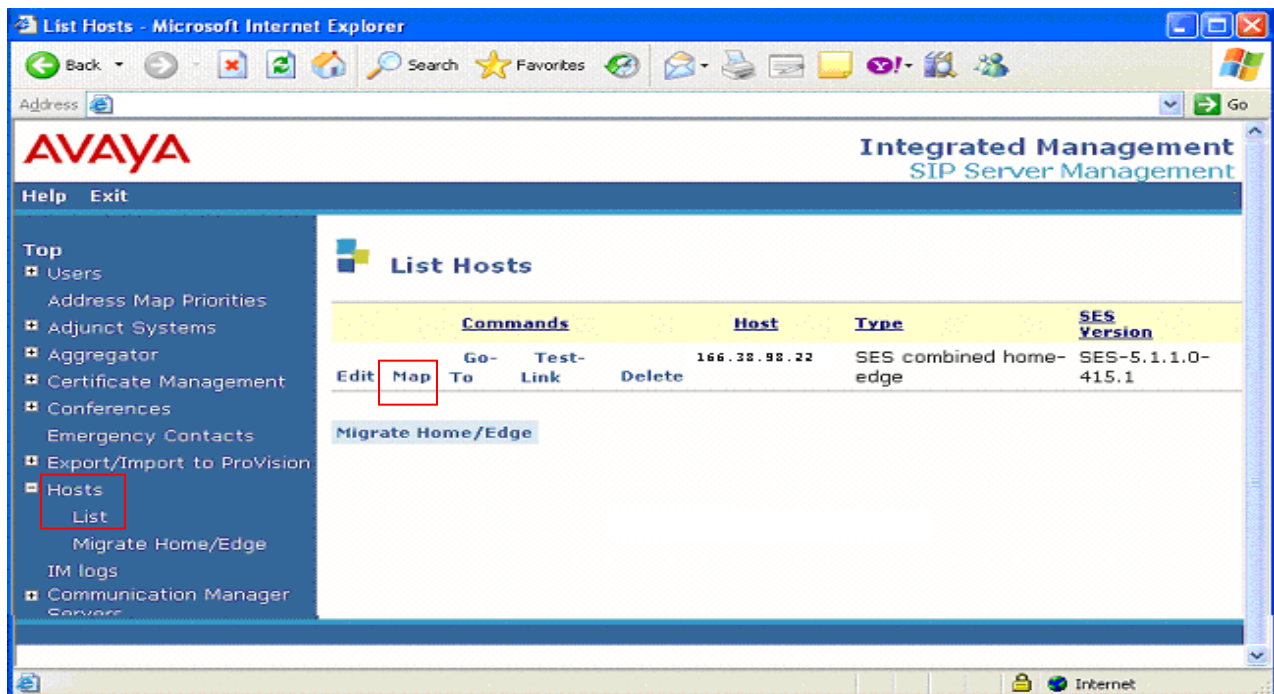 List Hosts - Microsoft Internet Explorer
Back Search Favorites
Address Go
AVAYA
Integrated Management
SIP Server Management
Help Exit
Top
Users
Address Map Priorities
Adjunct Systems
Aggregator
Certificate Management
Conferences
Emergency Contacts
Export/Import to ProVision
Hosts
List
Migrate Home/Edge
IM logs
Communication Manager
Servers
List Hosts
Commands Host Type SES Version
Edit Map Go-To Test-Link Delete 166.38.98.22 SES combined home-edge SES-5.1.1.0-415.1
Migrate Home/Edge
Internet